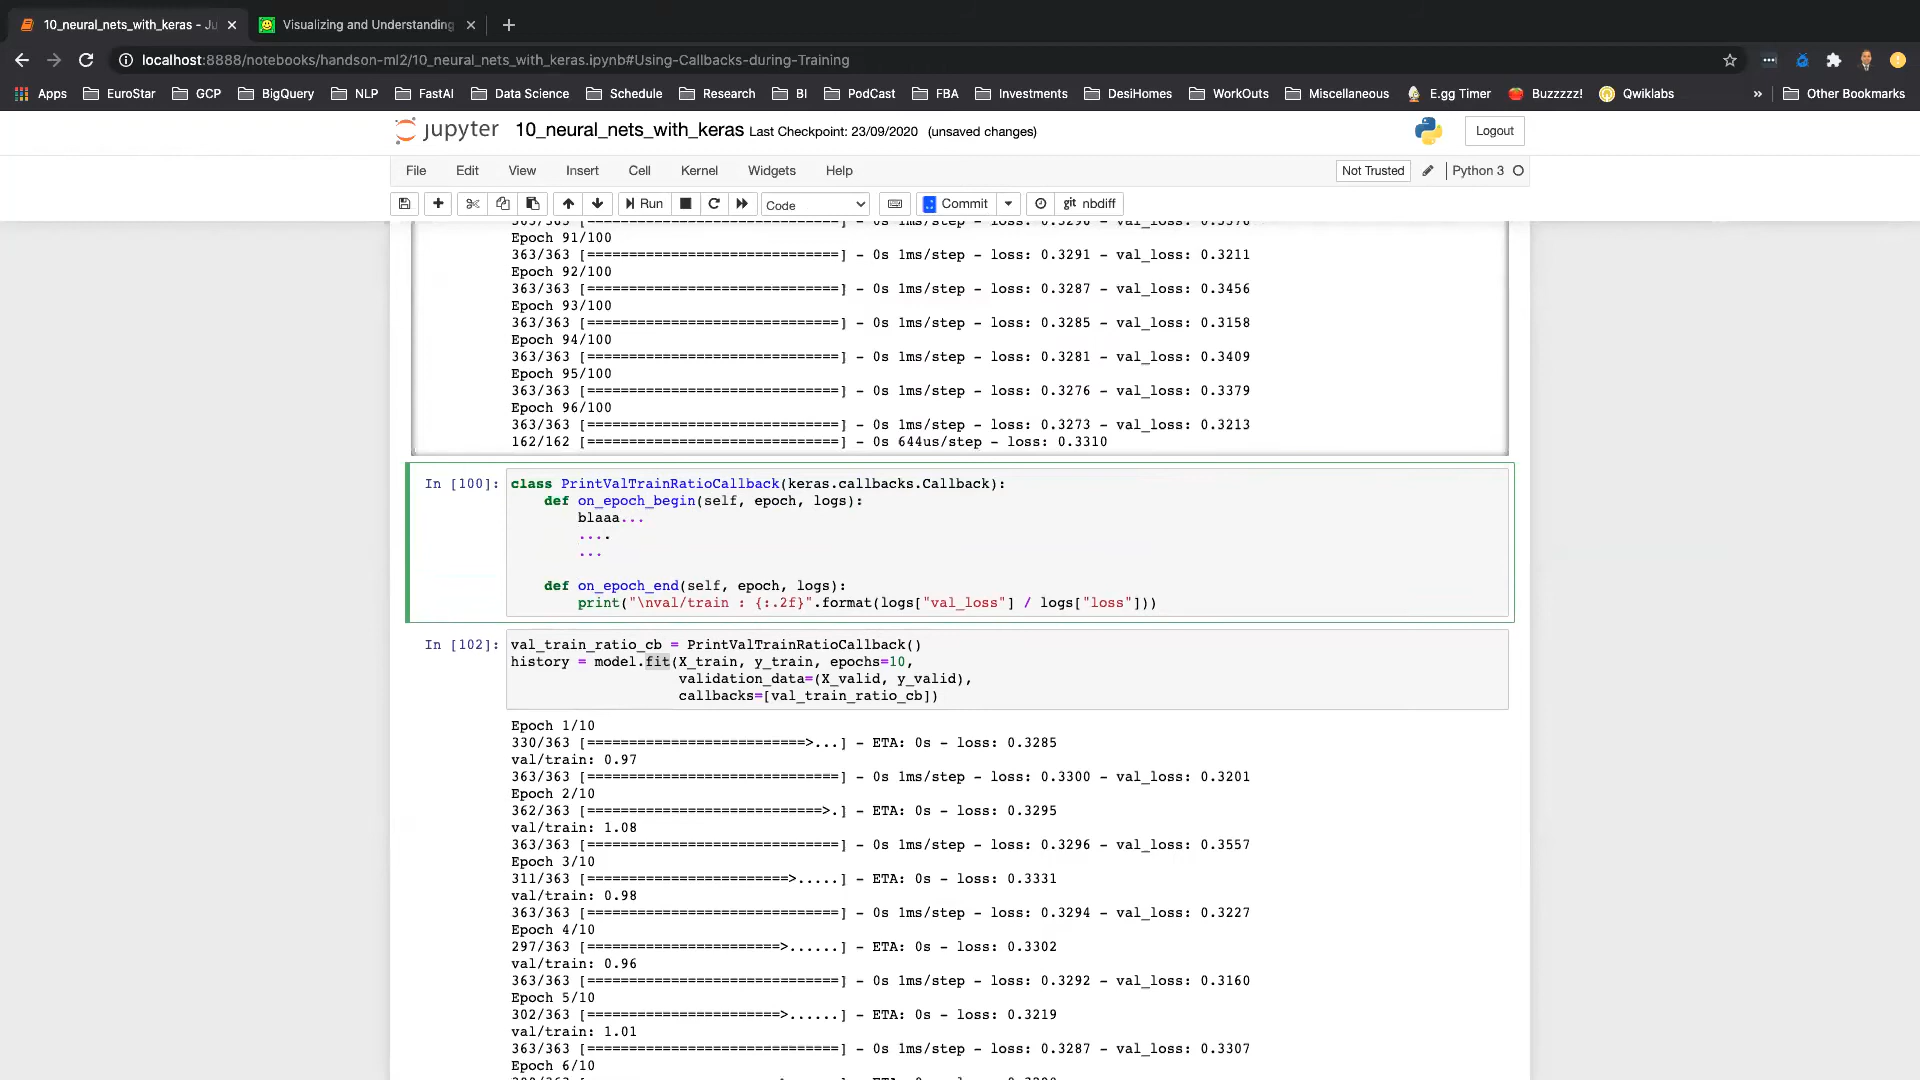 10_neural_nets_with_keras - Ju
Visualizing and Understanding
localhost:8888/notebooks/handson-ml2/10_neural_nets_with_keras.ipynb#Using-Callbacks-during-Training
Apps EuroStar GCP BigQuery NLP FastAI Data Science Schedule Research BI PodCast FBA Investments DesiHomes WorkOuts Miscellaneous E.gg Timer Buzzzzz! Qwiklabs » Other Bookmarks
jupyter 10_neural_nets_with_keras Last Checkpoint: 23/09/2020 (unsaved changes) Logout
File Edit View Insert Cell Kernel Widgets Help Not Trusted Python 3
Run Code Commit git nbdiff
Epoch 91/100
363/363 [==============================] - 0s 1ms/step - loss: 0.3291 - val_loss: 0.3211
Epoch 92/100
363/363 [==============================] - 0s 1ms/step - loss: 0.3287 - val_loss: 0.3456
Epoch 93/100
363/363 [==============================] - 0s 1ms/step - loss: 0.3285 - val_loss: 0.3158
Epoch 94/100
363/363 [==============================] - 0s 1ms/step - loss: 0.3281 - val_loss: 0.3409
Epoch 95/100
363/363 [==============================] - 0s 1ms/step - loss: 0.3276 - val_loss: 0.3379
Epoch 96/100
363/363 [==============================] - 0s 1ms/step - loss: 0.3273 - val_loss: 0.3213
162/162 [==============================] - 0s 644us/step - loss: 0.3310
In [100]: class PrintValTrainRatioCallback(keras.callbacks.Callback):
def on_epoch_begin(self, epoch, logs):
blaaa...
....
...
def on_epoch_end(self, epoch, logs):
print("\nval/train : {:.2f}".format(logs["val_loss"] / logs["loss"]))
In [102]: val_train_ratio_cb = PrintValTrainRatioCallback()
history = model.fit(X_train, y_train, epochs=10,
validation_data=(X_valid, y_valid),
callbacks=[val_train_ratio_cb])
Epoch 1/10
330/363 [==========================>...] - ETA: 0s - loss: 0.3285
val/train: 0.97
363/363 [==============================] - 0s 1ms/step - loss: 0.3300 - val_loss: 0.3201
Epoch 2/10
362/363 [============================>.] - ETA: 0s - loss: 0.3295
val/train: 1.08
363/363 [==============================] - 0s 1ms/step - loss: 0.3296 - val_loss: 0.3557
Epoch 3/10
311/363 [========================>.....] - ETA: 0s - loss: 0.3331
val/train: 0.98
363/363 [==============================] - 0s 1ms/step - loss: 0.3294 - val_loss: 0.3227
Epoch 4/10
297/363 [=======================>......] - ETA: 0s - loss: 0.3302
val/train: 0.96
363/363 [==============================] - 0s 1ms/step - loss: 0.3292 - val_loss: 0.3160
Epoch 5/10
302/363 [=======================>......] - ETA: 0s - loss: 0.3219
val/train: 1.01
363/363 [==============================] - 0s 1ms/step - loss: 0.3287 - val_loss: 0.3307
Epoch 6/10